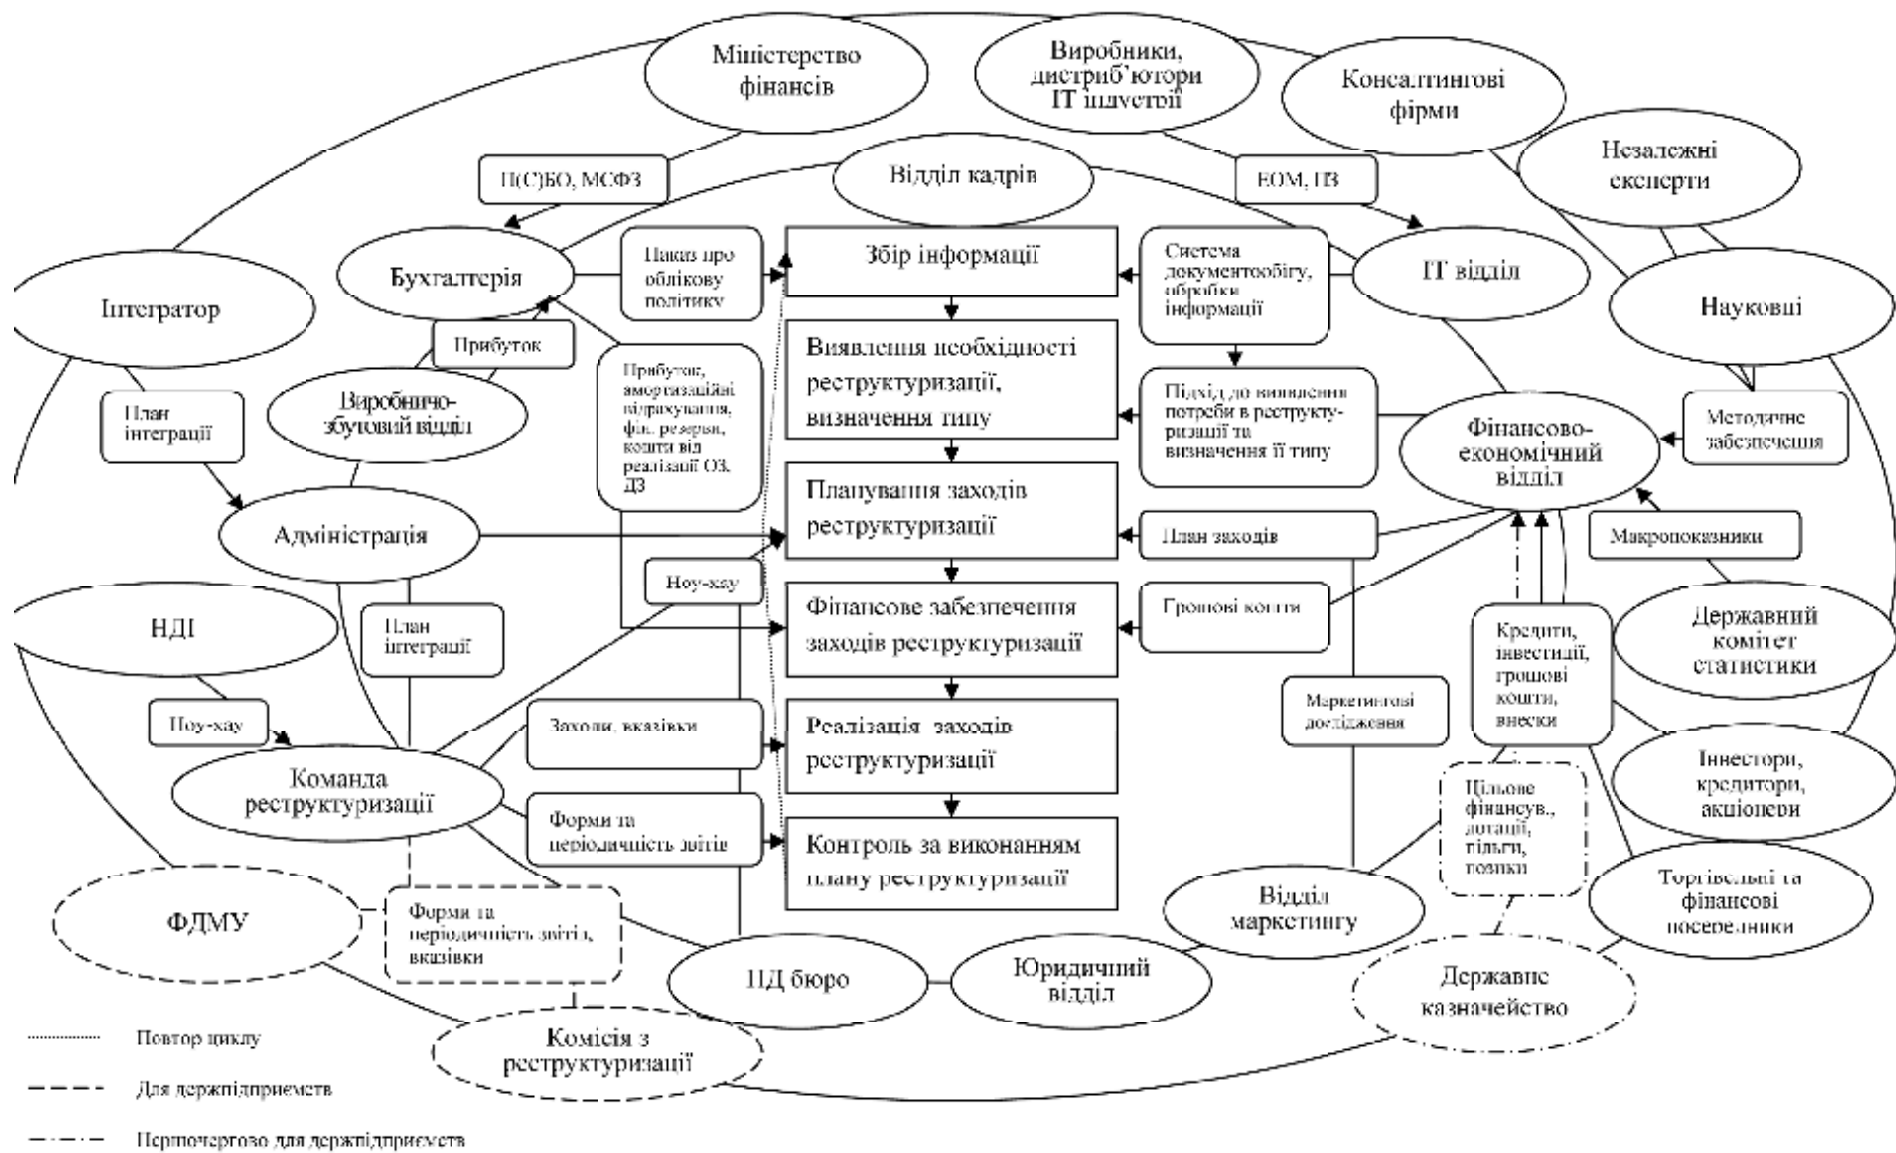 Міністерство
фінансів
Виробники,
дистриб’ютори
ІТ індустрії
Консалтингові
фірми
Незалежні
експерти
П(С)БО, МСФЗ
Відділ кадрів
ЕОМ, ПЗ
Інтегратор
Бухгалтерія
Наказ про
облікову
політику
Збір інформації
Система
документообігу,
обробки
інформації
ІТ відділ
Науковці
Прибуток
Виявлення необхідності
реструктуризації,
визначення типу
План
інтеграції
Виробничо-
збутовий відділ
Прибуток,
амортизаційні
відрахування,
фін. резерви,
кошти від
реалізації ОЗ,
ДЗ
Підхід до виявлення
потреби в реструкту-
ризації та
визначення її типу
Фінансово-
економічний
відділ
Методичне
забезпечення
Адміністрація
Планування заходів
реструктуризації
План заходів
Макропоказники
НДІ
План
інтеграції
Ноу-хау
Фінансове забезпечення
заходів реструктуризації
Грошові кошти
Кредити,
інвестиції,
грошові
кошти,
внески
Державний
комітет
статистики
Ноу-хау
Заходи, вказівки
Реалізація заходів
реструктуризації
Маркетингові
дослідження
Команда
реструктуризації
Інвестори,
кредитори,
акціонери
Цільове
фінансув.,
дотації,
пільги,
позики
Форми та
періодичність звітів
Контроль за виконанням
плану реструктуризації
Відділ
маркетингу
Торгівельні та
фінансові
посередники
ФДМУ
Форми та
періодичність звітів,
вказівки
ПД бюро
Юридичний
відділ
Державне
казначейство
Комісія з
реструктуризації
Повтор циклу
Для держпідприємств
Першочергово для держпідприємств